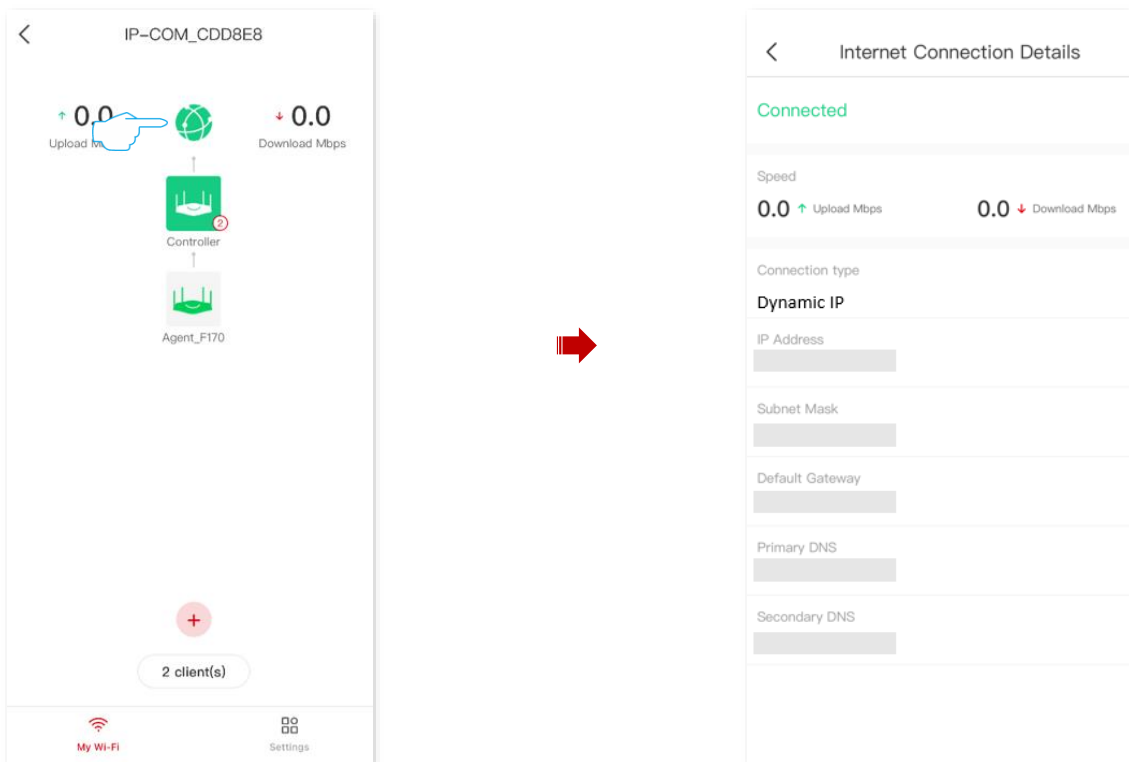 IP-COM_CDD8E8
↑ 0.0
↓ 0.0
Upload M
Download Mbps
2
Controller
Agent_F170
+
2 client(s)
My Wi-Fi
Settings
Internet Connection Details
Connected
Speed
0.0 ↑ Upload Mbps
0.0 ↓ Download Mbps
Connection type
Dynamic IP
IP Address
Subnet Mask
Default Gateway
Primary DNS
Secondary DNS